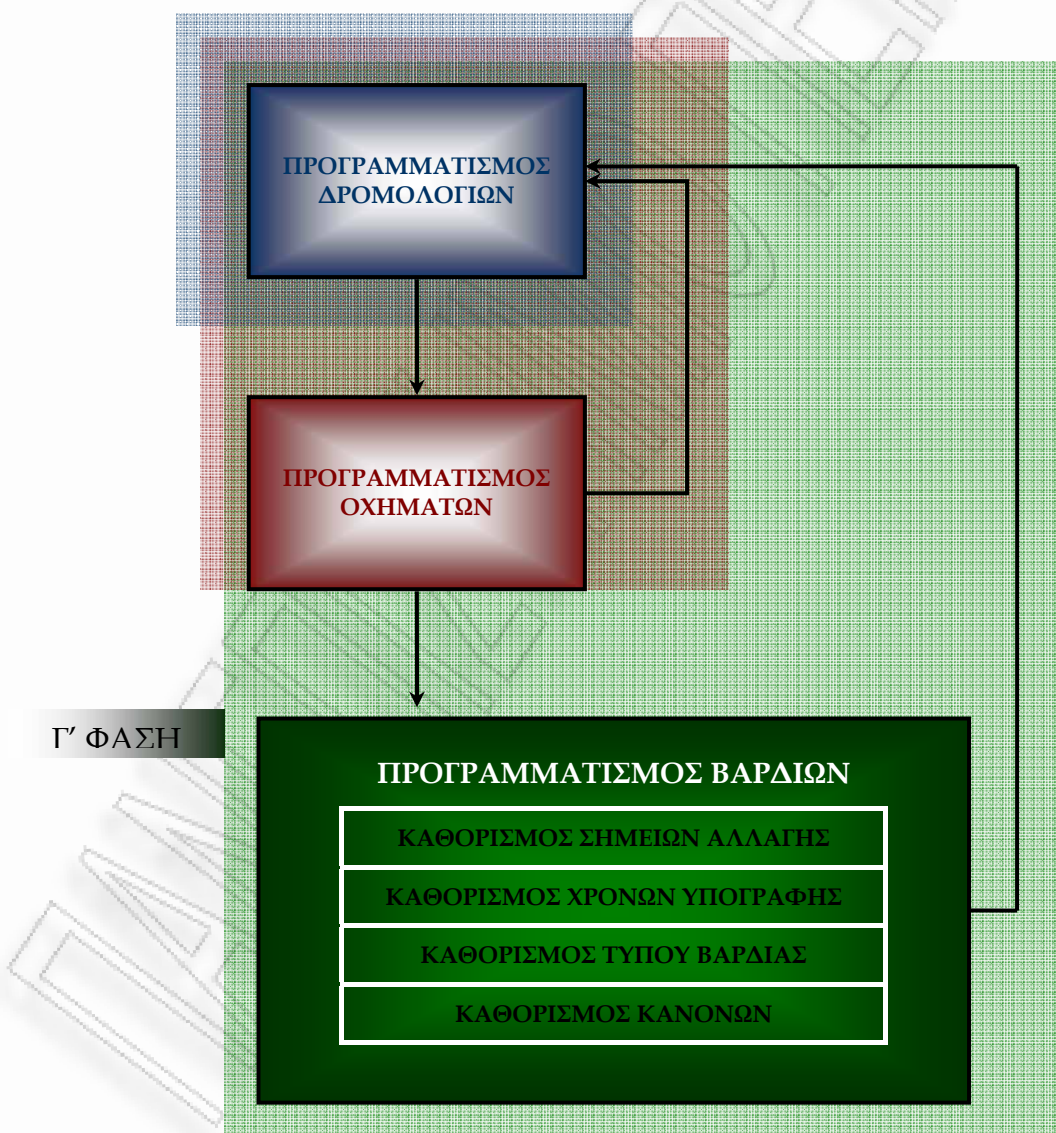 ΠΡΟΓΡΑΜΜΑΤΙΣΜΟΣ
ΔΡΟΜΟΛΟΓΙΩΝ
ΠΡΟΓΡΑΜΜΑΤΙΣΜΟΣ
ΟΧΗΜΑΤΩΝ
Γ’ ΦΑΣΗ
ΠΡΟΓΡΑΜΜΑΤΙΣΜΟΣ ΒΑΡΔΙΩΝ
ΚΑΘΟΡΙΣΜΟΣ ΣΗΜΕΙΩΝ ΑΛΛΑΓΗΣ
ΚΑΘΟΡΙΣΜΟΣ ΧΡΟΝΩΝ ΥΠΟΓΡΑΦΗΣ
ΚΑΘΟΡΙΣΜΟΣ ΤΥΠΟΥ ΒΑΡΔΙΑΣ
ΚΑΘΟΡΙΣΜΟΣ ΚΑΝΟΝΩΝ